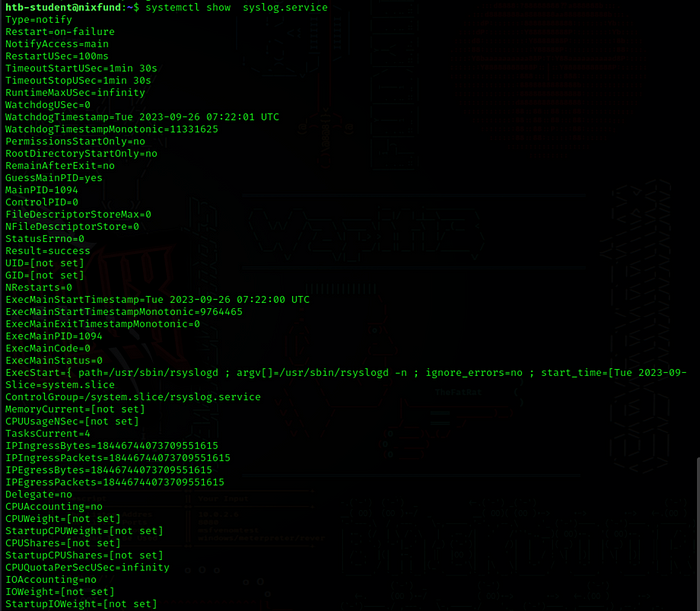 htb-student@nixfund:~$ systemctl show  syslog.service
Type=notify
Restart=on-failure
NotifyAccess=main
RestartUSec=100ms
TimeoutStartUSec=1min 30s
TimeoutStopUSec=1min 30s
RuntimeMaxUSec=infinity
WatchdogUSec=0
WatchdogTimestamp=Tue 2023-09-26 07:22:01 UTC
WatchdogTimestampMonotonic=11331625
PermissionsStartOnly=no
RootDirectoryStartOnly=no
RemainAfterExit=no
GuessMainPID=yes
MainPID=1094
ControlPID=0
FileDescriptorStoreMax=0
NFileDescriptorStore=0
StatusErrno=0
Result=success
UID=[not set]
GID=[not set]
NRestarts=0
ExecMainStartTimestamp=Tue 2023-09-26 07:22:00 UTC
ExecMainStartTimestampMonotonic=9764465
ExecMainExitTimestampMonotonic=0
ExecMainPID=1094
ExecMainCode=0
ExecMainStatus=0
ExecStart={ path=/usr/sbin/rsyslogd ; argv[]=/usr/sbin/rsyslogd -n ; ignore_errors=no ; start_time=[Tue 2023-09-
Slice=system.slice
ControlGroup=/system.slice/rsyslog.service
MemoryCurrent=[not set]
CPUUsageNSec=[not set]
TasksCurrent=4
IPIngressBytes=18446744073709551615
IPIngressPackets=18446744073709551615
IPEgressBytes=18446744073709551615
IPEgressPackets=18446744073709551615
Delegate=no
CPUAccounting=no
CPUWeight=[not set]
StartupCPUWeight=[not set]
CPUShares=[not set]
StartupCPUShares=[not set]
CPUQuotaPerSecUSec=infinity
IOAccounting=no
IOWeight=[not set]
StartupIOWeight=[not set]